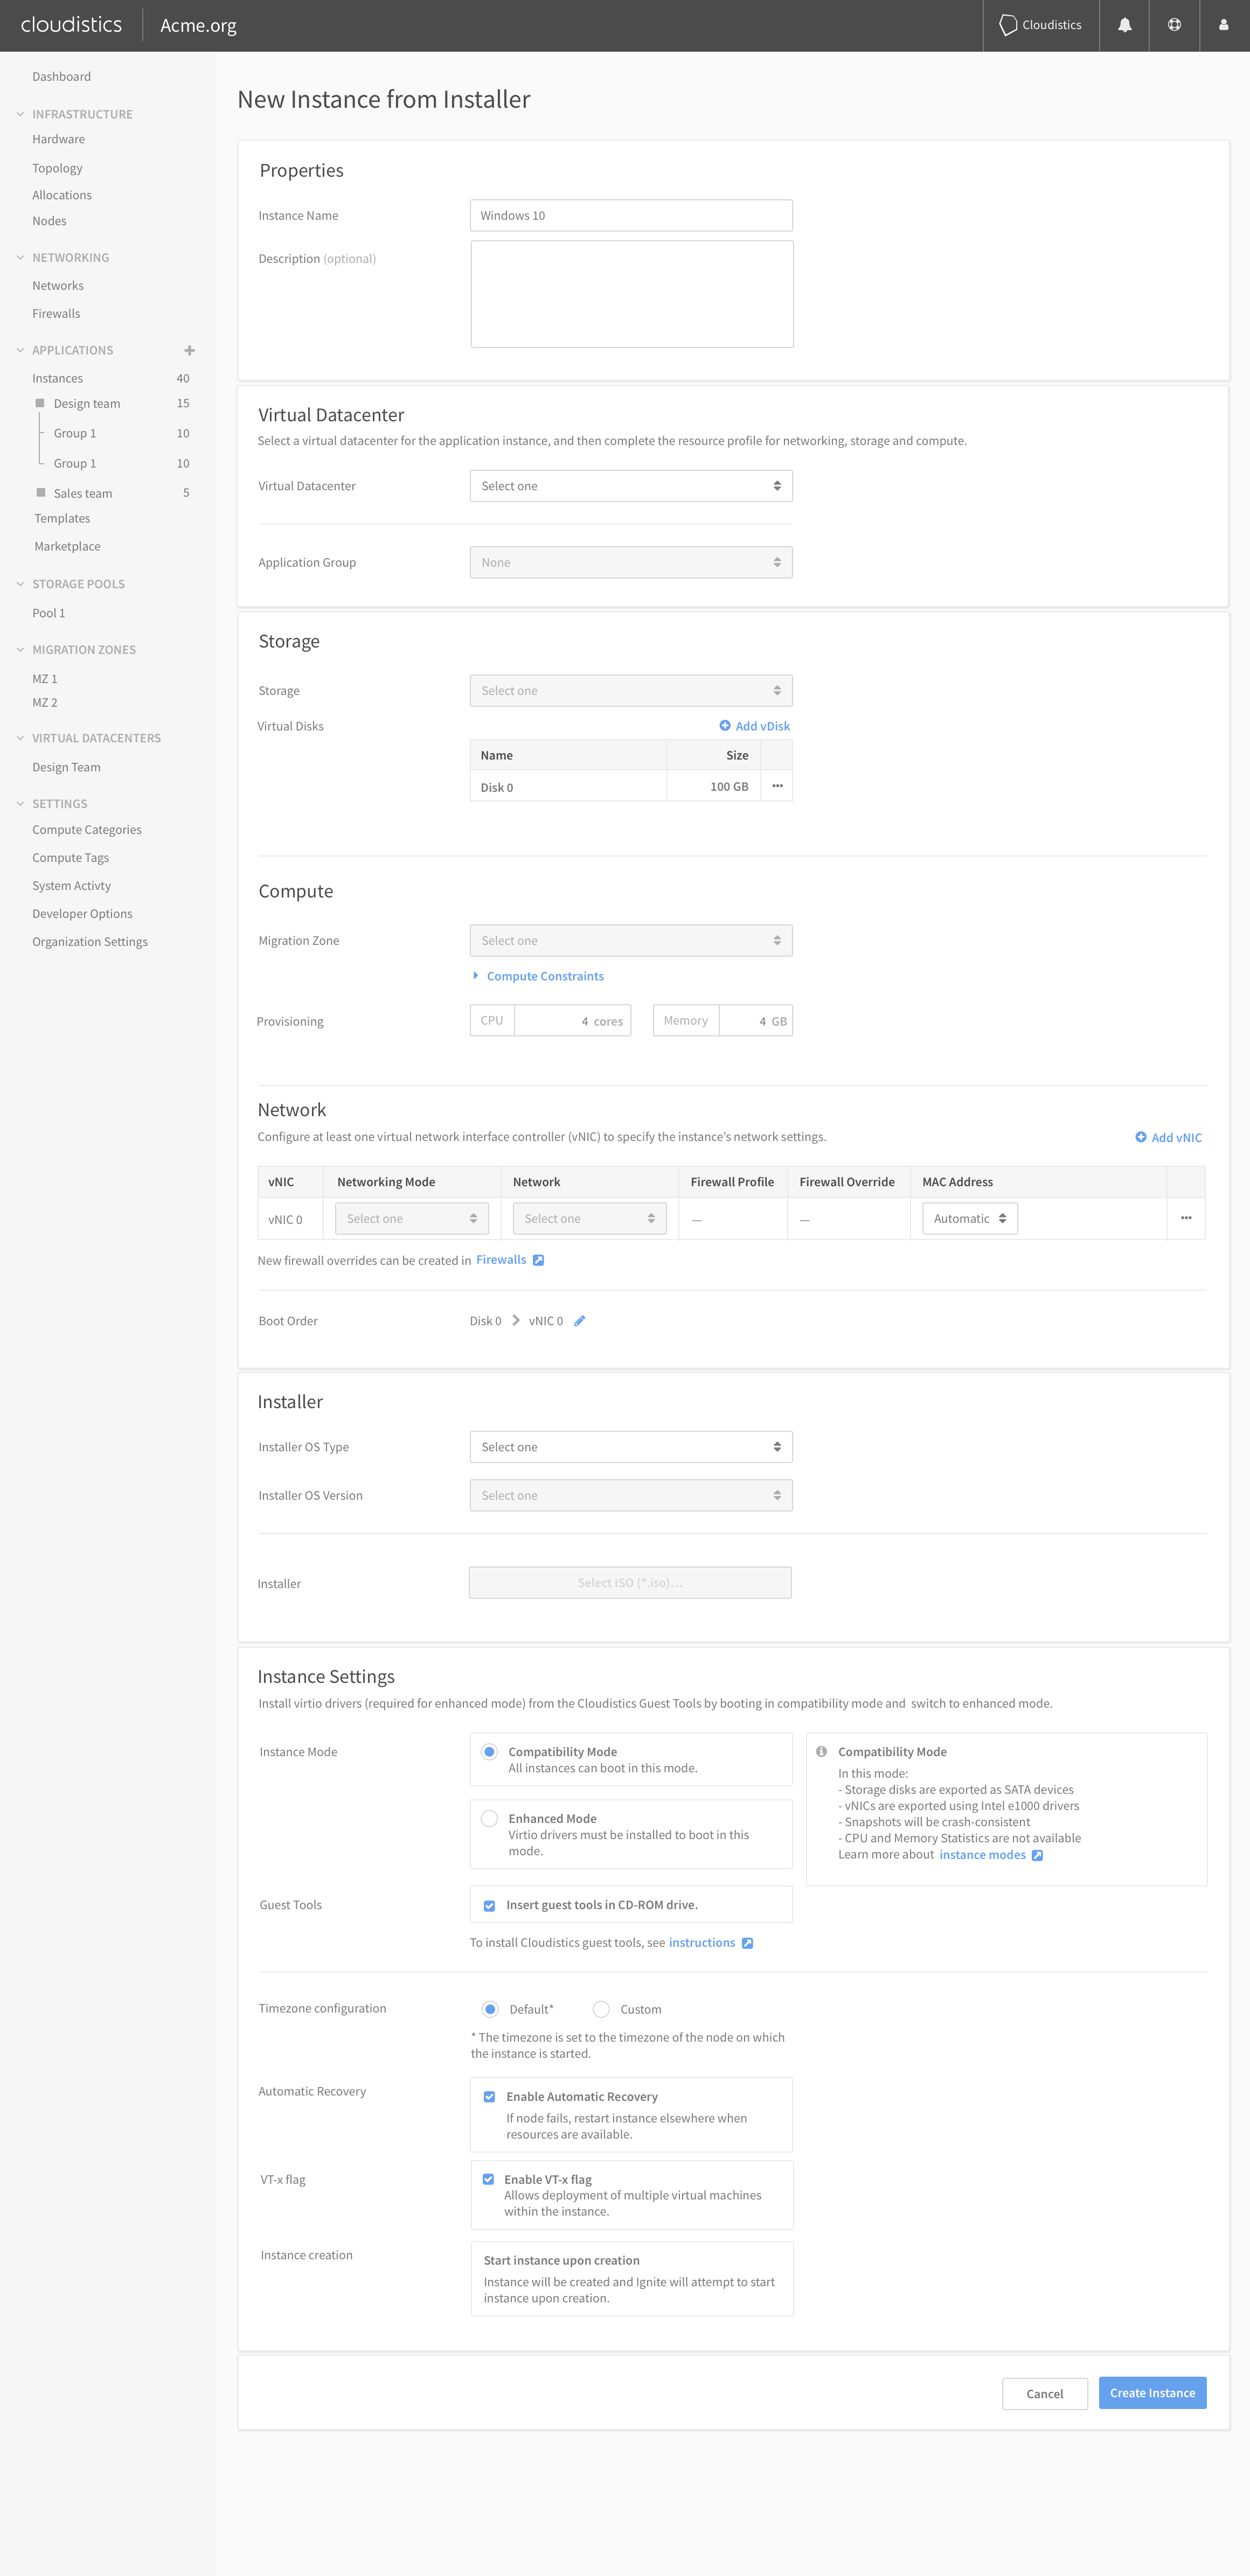 cloudistics
Acme.org
Cloudistics
Dashboard
INFRASTRUCTURE
Hardware
Topology
Allocations
Nodes
NETWORKING
Networks
Firewalls
APPLICATIONS
Instances 40
Design team 15
Group 1 10
Group 1 10
Sales team 5
Templates
Marketplace
STORAGE POOLS
Pool 1
MIGRATION ZONES
MZ 1
MZ 2
VIRTUAL DATACENTERS
Design Team
SETTINGS
Compute Categories
Compute Tags
System Activty
Developer Options
Organization Settings
New Instance from Installer
Properties
Instance Name
Windows 10
Description (optional)
Virtual Datacenter
Select a virtual datacenter for the application instance, and then complete the resource profile for networking, storage and compute.
Virtual Datacenter
Select one
Application Group
None
Storage
Storage
Select one
Virtual Disks
Add vDisk
Name Size
Disk 0 100 GB
Compute
Migration Zone
Select one
Compute Constraints
Provisioning
CPU 4 cores
Memory 4 GB
Network
Configure at least one virtual network interface controller (vNIC) to specify the instance's network settings.
Add vNIC
vNIC Networking Mode Network Firewall Profile Firewall Override MAC Address
vNIC 0 Select one Select one — — Automatic
New firewall overrides can be created in Firewalls
Boot Order
Disk 0 vNIC 0
Installer
Installer OS Type
Select one
Installer OS Version
Select one
Installer
Select ISO (*.iso)...
Instance Settings
Install virtio drivers (required for enhanced mode) from the Cloudistics Guest Tools by booting in compatibility mode and switch to enhanced mode.
Instance Mode
Compatibility Mode
All instances can boot in this mode.
Enhanced Mode
Virtio drivers must be installed to boot in this
mode.
Compatibility Mode
In this mode:
- Storage disks are exported as SATA devices
- vNICs are exported using Intel e1000 drivers
- Snapshots will be crash-consistent
- CPU and Memory Statistics are not available
Learn more about instance modes
Guest Tools
Insert guest tools in CD-ROM drive.
To install Cloudistics guest tools, see instructions
Timezone configuration
Default*
Custom
* The timezone is set to the timezone of the node on which
the instance is started.
Automatic Recovery
Enable Automatic Recovery
If node fails, restart instance elsewhere when
resources are available.
VT-x flag
Enable VT-x flag
Allows deployment of multiple virtual machines
within the instance.
Instance creation
Start instance upon creation
Instance will be created and Ignite will attempt to start
instance upon creation.
Cancel
Create Instance